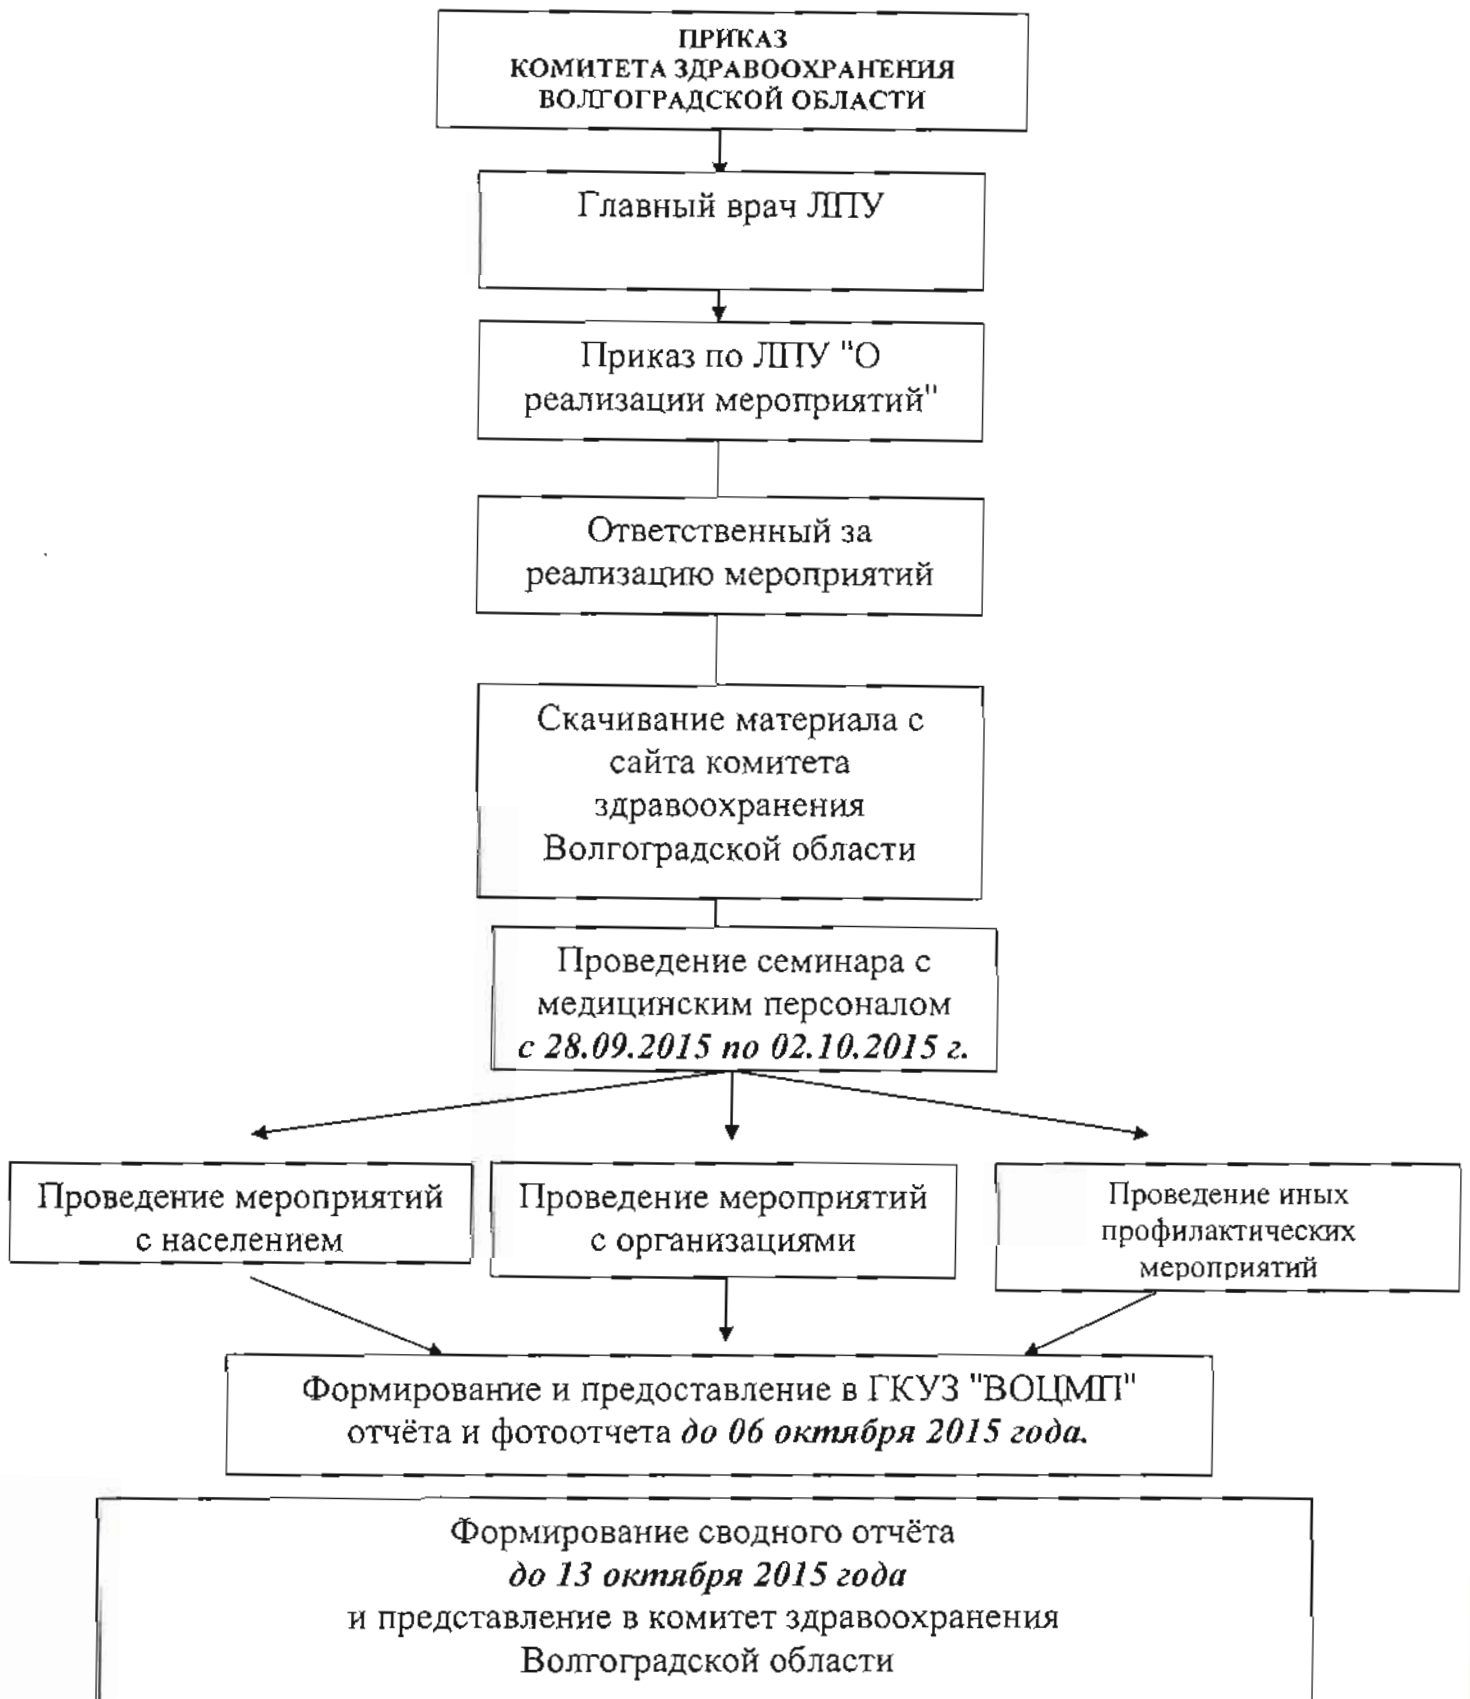 ПРИКАЗ
КОМИТЕТА ЗДРАВООХРАНЕНИЯ
ВОЛГОГРАДСКОЙ ОБЛАСТИ
Главный врач ЛПУ
Приказ по ЛПУ "О
реализации мероприятий"
Ответственный за
реализацию мероприятий
Скачивание материала с
сайта комитета
здравоохранения
Волгоградской области
Проведение семинара с
медицинским персоналом
с 28.09.2015 по 02.10.2015 г.
Проведение мероприятий
с населением
Проведение мероприятий
с организациями
Проведение иных
профилактических
мероприятий
Формирование и предоставление в ГКУЗ "ВОЦМП"
отчёта и фотоотчета до 06 октября 2015 года.
Формирование сводного отчёта
до 13 октября 2015 года
и представление в комитет здравоохранения
Волгоградской области